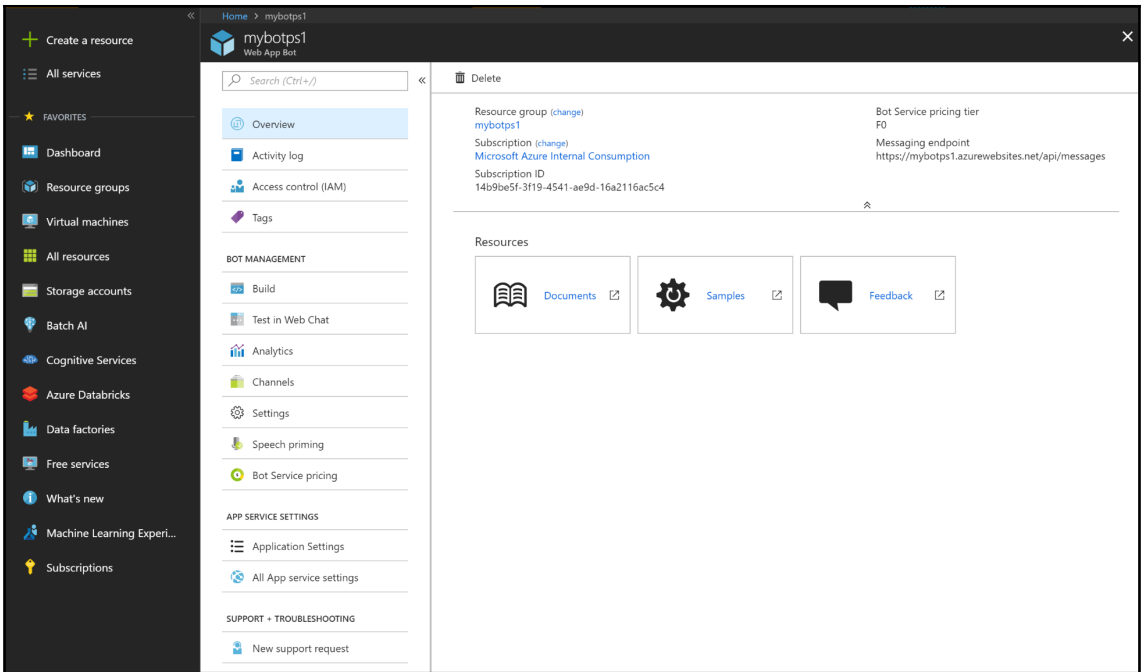 Home > mybotps1
Create a resource
All services
FAVORITES
Dashboard
Resource groups
Virtual machines
All resources
Storage accounts
Batch AI
Cognitive Services
Azure Databricks
Data factories
Free services
What's new
Machine Learning Experi...
Subscriptions
mybotps1
Web App Bot
Search (Ctrl+/)
Overview
Activity log
Access control (IAM)
Tags
BOT MANAGEMENT
Build
Test in Web Chat
Analytics
Channels
Settings
Speech priming
Bot Service pricing
APP SERVICE SETTINGS
Application Settings
All App service settings
SUPPORT + TROUBLESHOOTING
New support request
Delete
Resource group (change)
mybotps1
Subscription (change)
Microsoft Azure Internal Consumption
Subscription ID
14b9be5f-3f19-4541-ae9d-16a2116ac5c4
Bot Service pricing tier
F0
Messaging endpoint
https://mybotps1.azurewebsites.net/api/messages
Resources
Documents
Samples
Feedback